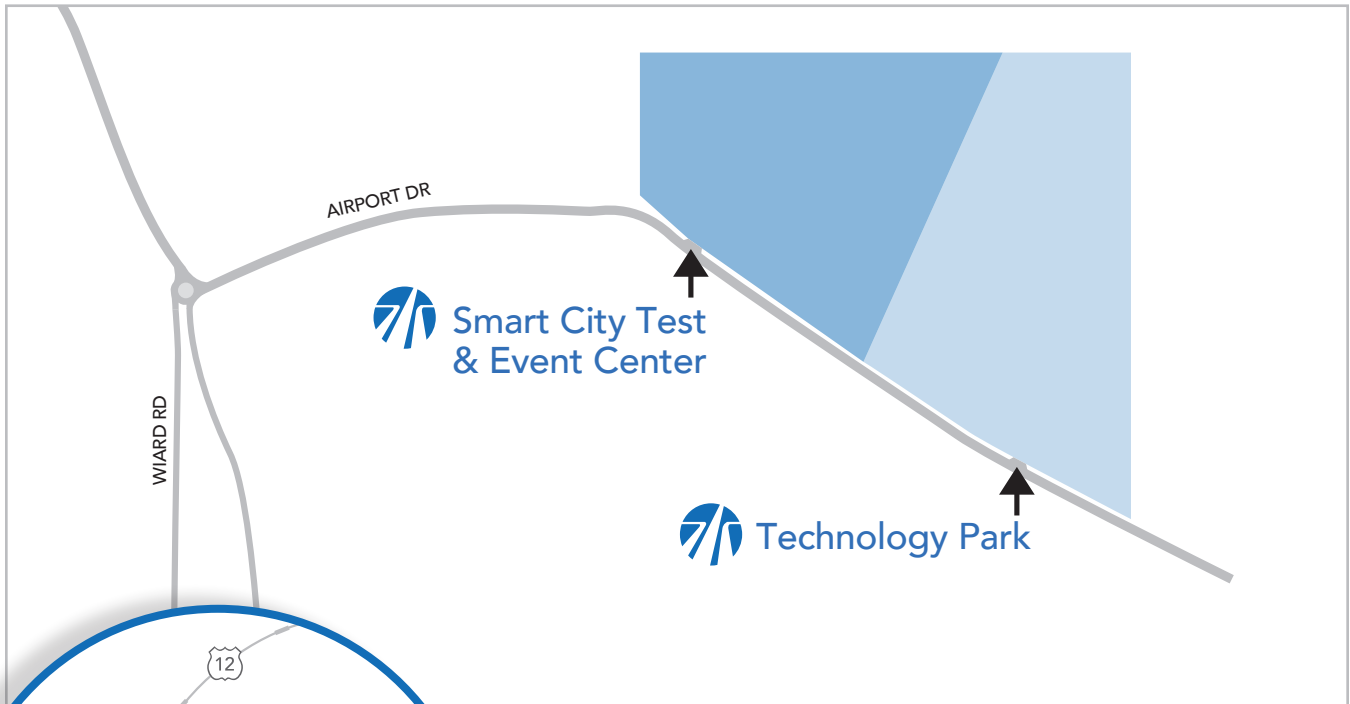 AIRPORT DR
Smart City Test
& Event Center
WIARD RD
Technology Park
12